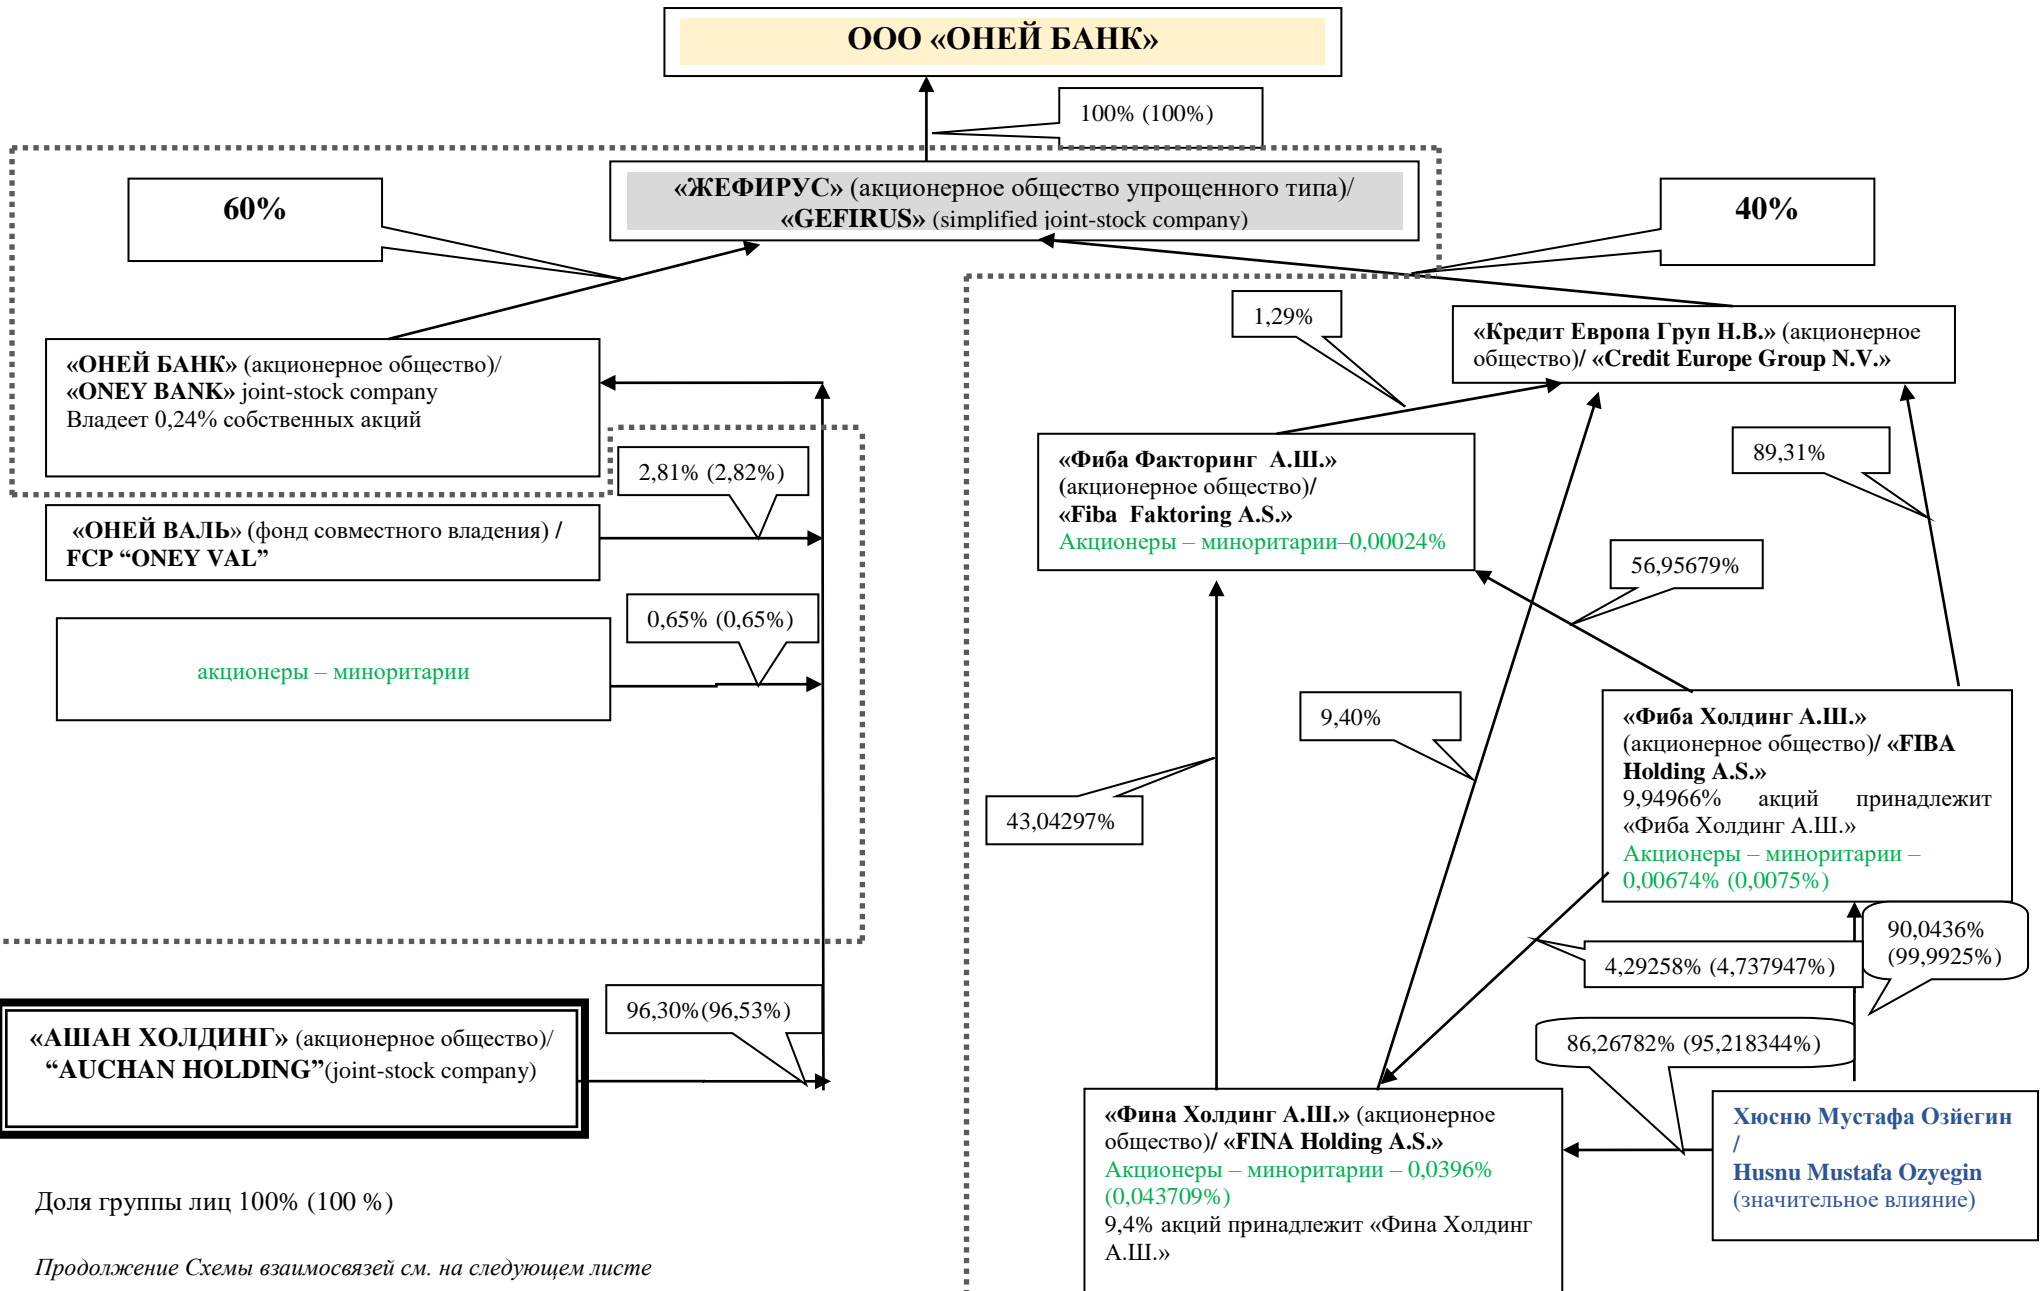 ООО «ОНЕЙ БАНК»
100% (100%)
«ЖЕФИРУС» (акционерное общество упрощенного типа)/
«GEFIRUS» (simplified joint-stock company)
60%
40%
«ОНЕЙ БАНК» (акционерное общество)/
«ONEY BANK» joint-stock company
Владеет 0,24% собственных акций
1,29%
«Кредит Европа Груп Н.В.» (акционерное
общество)/ «Credit Europe Group N.V.»
2,81% (2,82%)
«Фиба Факторинг А.Ш.»
(акционерное общество)/
«Fiba Faktoring A.S.»
Акционеры – миноритарии–0,00024%
89,31%
«ОНЕЙ ВАЛЬ» (фонд совместного владения) /
FCP “ONEY VAL”
56,95679%
0,65% (0,65%)
акционеры – миноритарии
9,40%
«Фиба Холдинг А.Ш.»
(акционерное общество)/ «FIBA
Holding A.S.»
9,94966% акций принадлежит
«Фиба Холдинг А.Ш.»
Акционеры – миноритарии –
0,00674% (0,0075%)
43,04297%
90,0436%
(99,9925%)
4,29258% (4,737947%)
96,30%(96,53%)
«АШАН ХОЛДИНГ» (акционерное общество)/
“AUCHAN HOLDING”(joint-stock company)
86,26782% (95,218344%)
«Фина Холдинг А.Ш.» (акционерное
общество)/ «FINA Holding A.S.»
Акционеры – миноритарии – 0,0396%
(0,043709%)
9,4% акций принадлежит «Фина Холдинг
А.Ш.»
Хюсню Мустафа Озйегин
/
Husnu Mustafa Ozyegin
(значительное влияние)
Доля группы лиц 100% (100 %)
Продолжение Схемы взаимосвязей см. на следующем листе